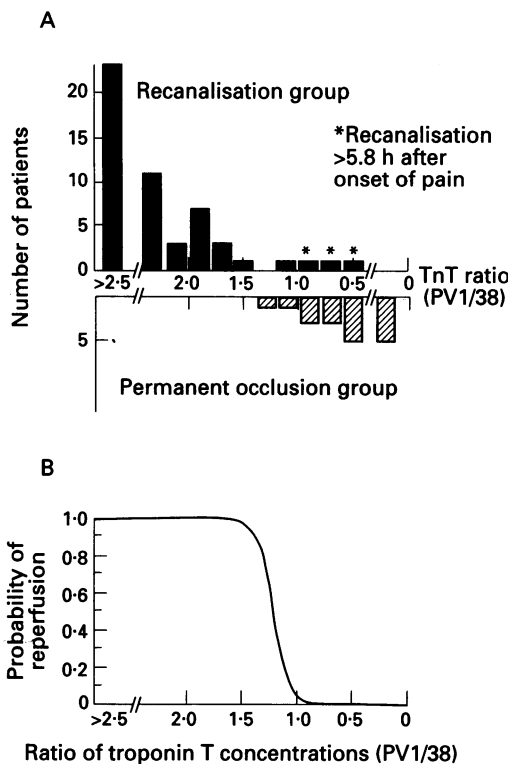 A
Number of patients
20
15
10
5
0
Recanalisation group
*Recanalisation
>5.8 h after
onset of pain
* * *
>2·5 2·0 1·5 1·0 0·5 0
TnT ratio
(PV1/38)
5
Permanent occlusion group
B
Probability of
reperfusion
1·0
0·8
0·6
0·4
0·2
0
>2·5 2·0 1·5 1·0 0·5 0
Ratio of troponin T concentrations (PV1/38)